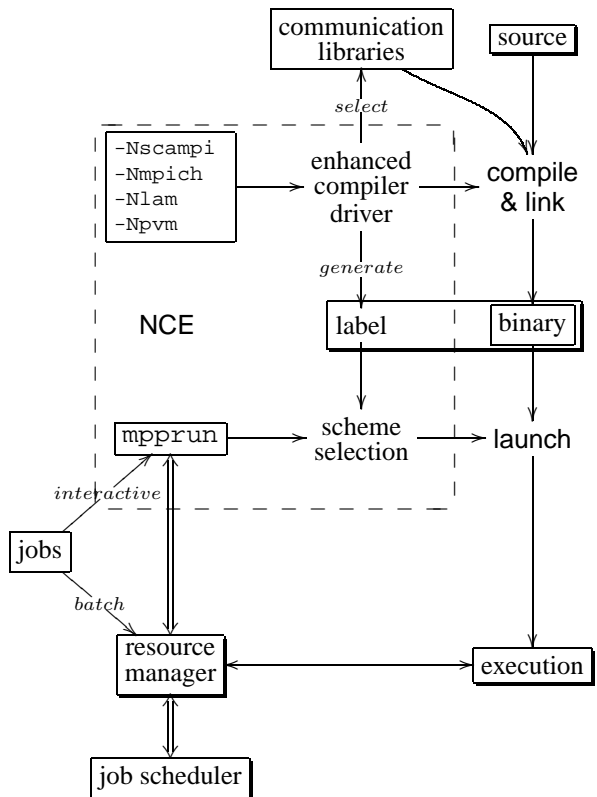 communication
libraries
source
select
-Nscampi
-Nmpich
-Nlam
-Npvm
enhanced
compiler
driver
compile
& link
generate
NCE
label
binary
mpprun
scheme
selection
launch
interactive
jobs
batch
resource
manager
execution
job scheduler